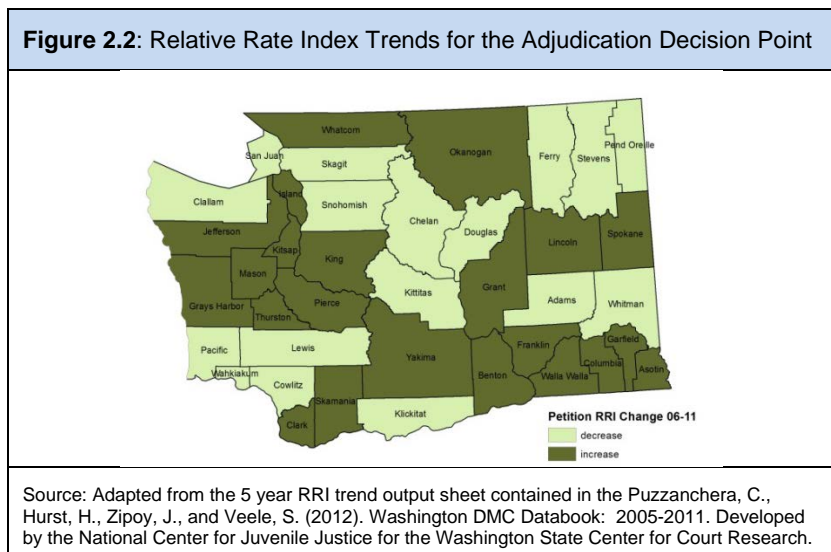 Figure 2.2: Relative Rate Index Trends for the Adjudication Decision Point
Whatcom
Okanogan
Pend Oreille
San Juan
Skagit
Ferry
Stevens
Clallam
Island
Snohomish
Chelan
Douglas
Jefferson
Kitsap
King
Lincoln
Spokane
Mason
Grant
Grays Harbor
Pierce
Kittitas
Adams
Whitman
Thurston
Pacific
Lewis
Yakima
Franklin
Garfield
Wahkiakum
Cowlitz
Benton
Walla Walla
Columbia
Asotin
Skamania
Clark
Klickitat
Petition RRI Change 06-11
decrease
increase
Source: Adapted from the 5 year RRI trend output sheet contained in the Puzzanchera, C.,
Hurst, H., Zipoy, J., and Veele, S. (2012). Washington DMC Databook: 2005-2011. Developed
by the National Center for Juvenile Justice for the Washington State Center for Court Research.